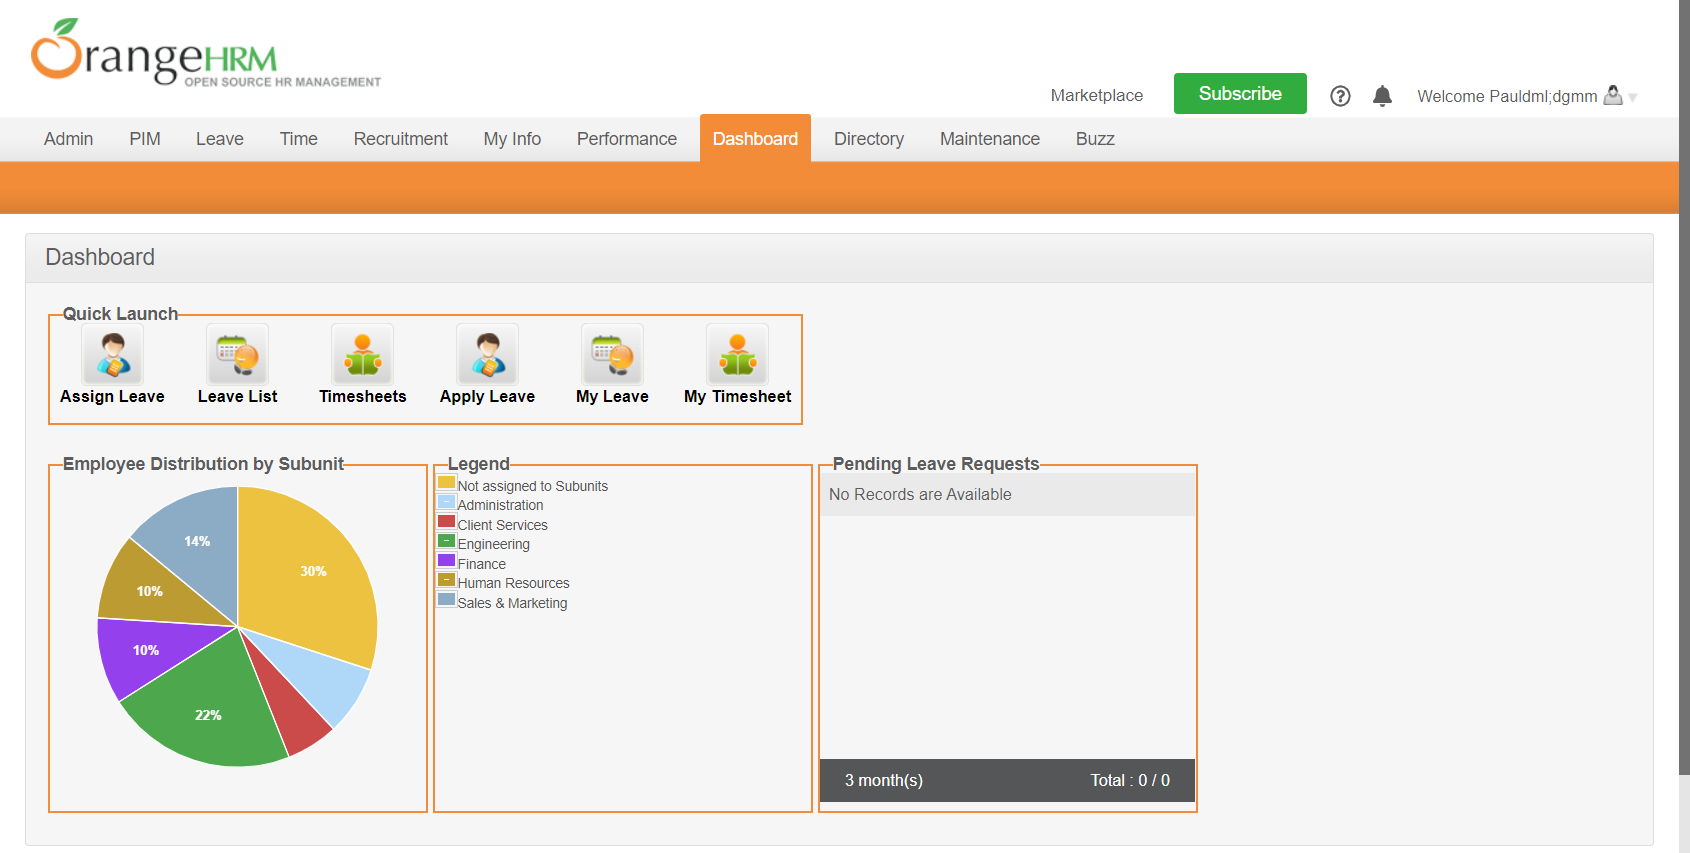 OrangeHRM
OPEN SOURCE HR MANAGEMENT
Marketplace Subscribe Welcome Pauldml;dgmm
Admin PIM Leave Time Recruitment My Info Performance Dashboard Directory Maintenance Buzz
Dashboard
Quick Launch
Assign Leave Leave List Timesheets Apply Leave My Leave My Timesheet
Employee Distribution by Subunit
14%
30%
10%
10%
22%
Legend
Not assigned to Subunits
Administration
Client Services
Engineering
Finance
Human Resources
Sales & Marketing
Pending Leave Requests
No Records are Available
3 month(s) Total : 0 / 0